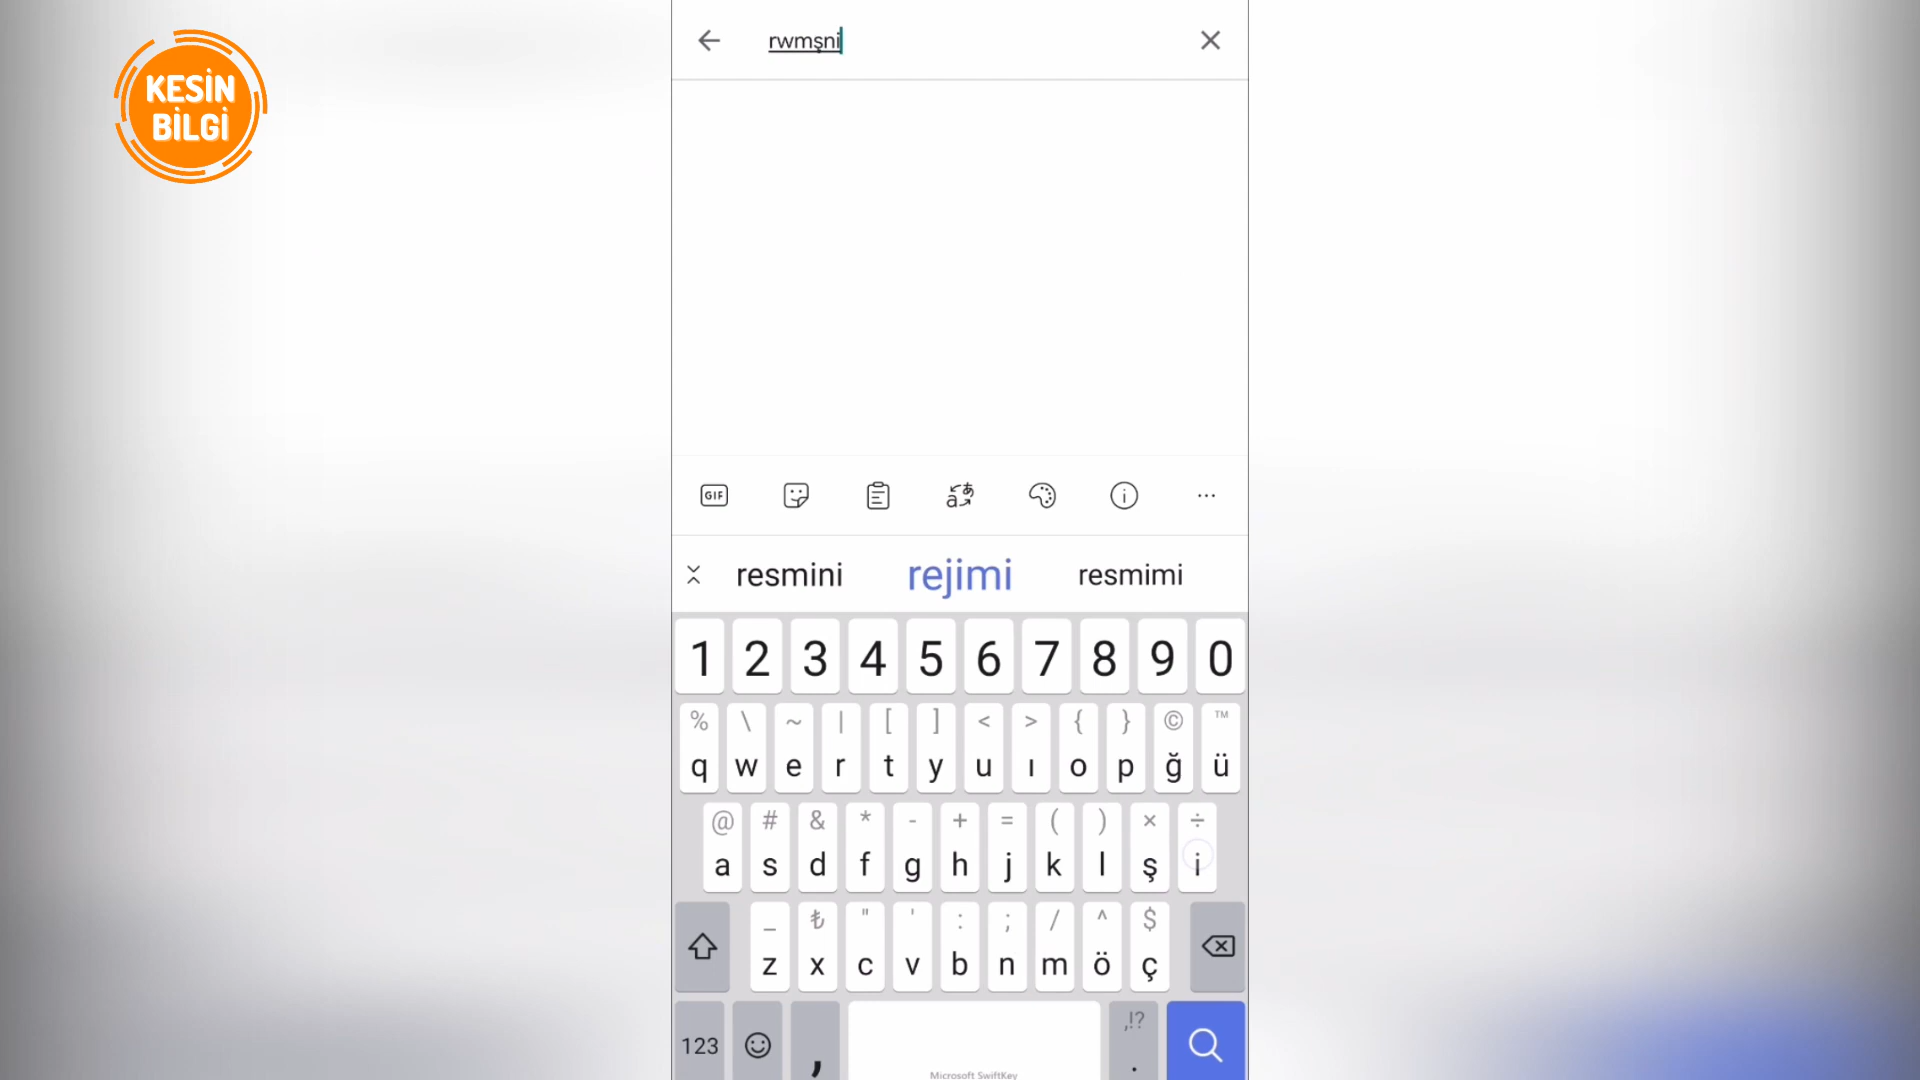 KESİN
BİLGİ
rwmşni
GIF
resmini rejimi resmimi
1 2 3 4 5 6 7 8 9 0
% \ ~ | [ ] < > { } © ™
q w e r t y u ı o p ğ ü
@ # & * - + = ( ) × ÷
a s d f g h j k l ş i
_ ₺ " ' : ; / ^ $
z x c v b n m ö ç
,!?
123 , .
Microsoft SwiftKey